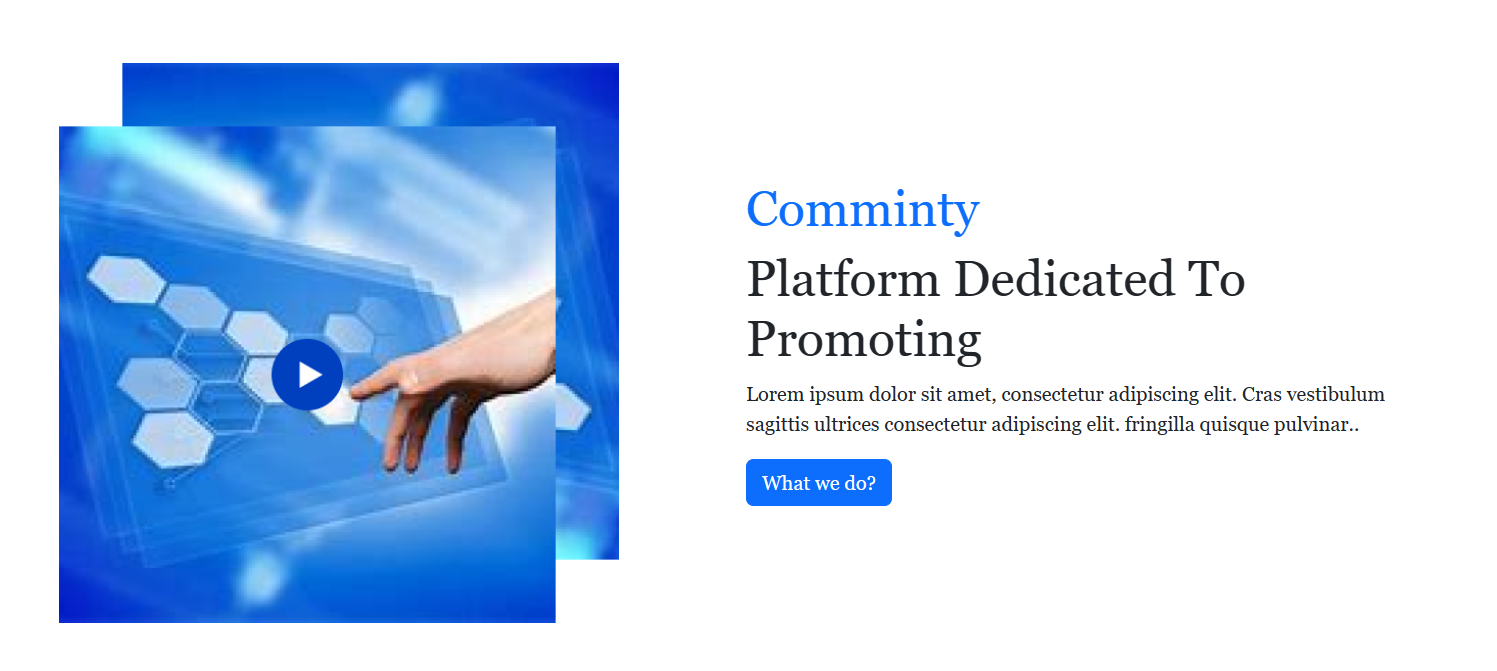 Comminty
Platform Dedicated To
Promoting
Lorem ipsum dolor sit amet, consectetur adipiscing elit. Cras vestibulum
sagittis ultrices consectetur adipiscing elit. fringilla quisque pulvinar..
What we do?